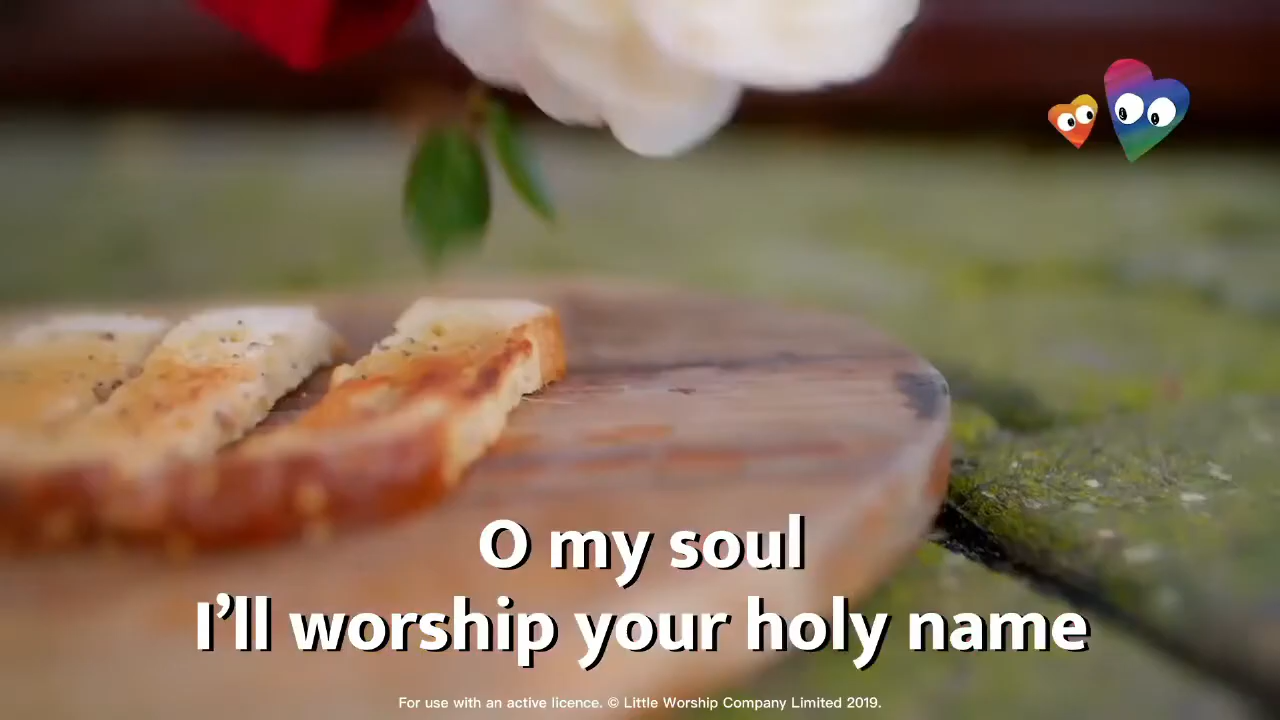 O my soul
I’ll worship your holy name
For use with an active licence. © Little Worship Company Limited 2019.